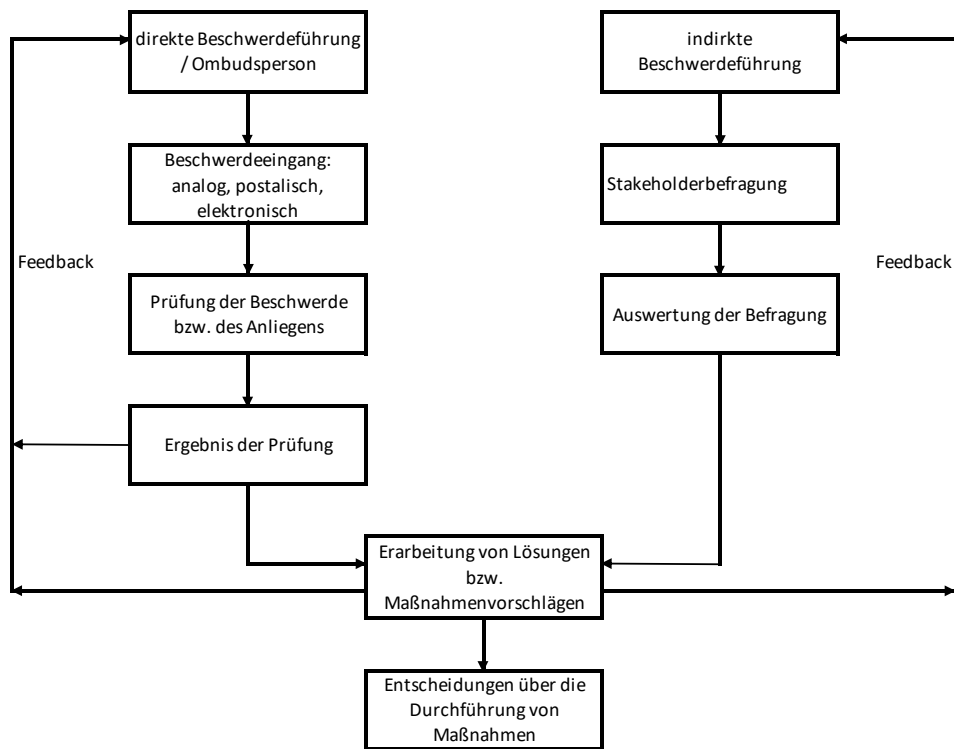 direkte Beschwerdeführung
/ Ombudsperson
indirkte
Beschwerdeführung
Beschwerdeeingang:
analog, postalisch,
elektronisch
Stakeholderbefragung
Feedback
Feedback
Prüfung der Beschwerde
bzw. des Anliegens
Auswertung der Befragung
Ergebnis der Prüfung
Erarbeitung von Lösungen
bzw.
Maßnahmenvorschlägen
Entscheidungen über die
Durchführung von
Maßnahmen